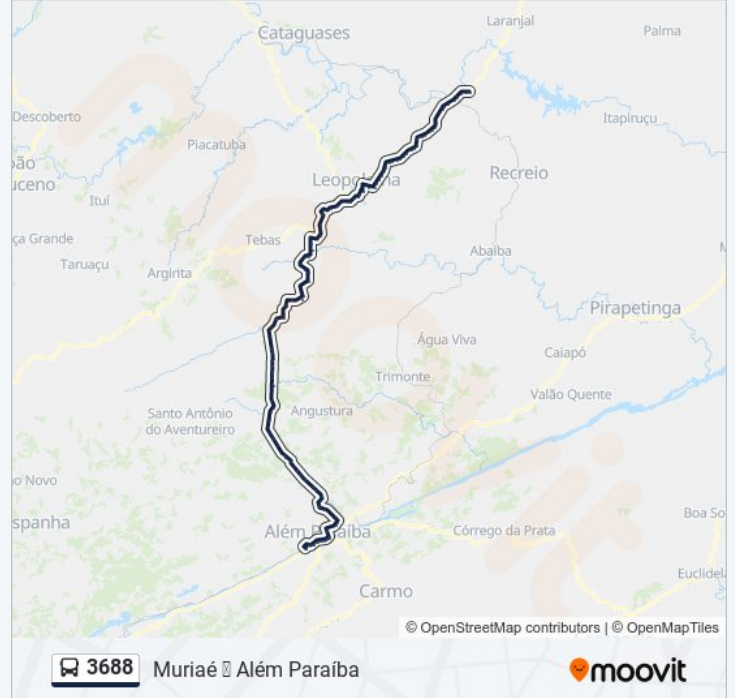 Laranjal
Cataguases
Palma
Descoberto
Itapiruçu
Piacatuba
ão
uceno
Leopoldina
Recreio
Ituí
ça Grande
Tebas
Abaíba
Taruaçu
Argirita
Pirapetinga
Água Viva
Caiapó
Trimonte
Valão Quente
Santo Antônio
do Aventureiro
Angustura
o Novo
spanha
Boa So
Além Paraíba
Córrego da Prata
Euclidela
Carmo
© OpenStreetMap contributors | © OpenMapTiles
3688 Muriaé Além Paraíba
moovit